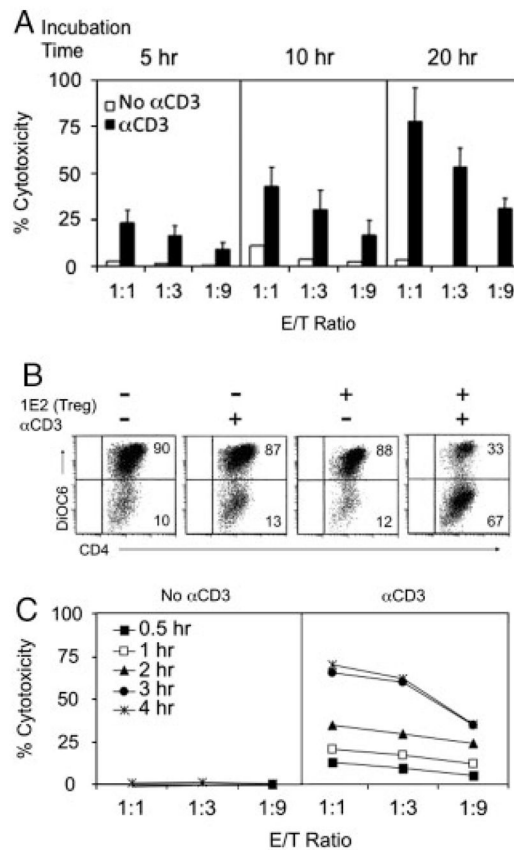 A Incubation
Time 5 hr 10 hr 20 hr
100
75
50
25
0
% Cytotoxicity
No αCD3
αCD3
1:1 1:3 1:9 1:1 1:3 1:9 1:1 1:3 1:9
E/T Ratio
B
1E2 (Treg) - - + +
αCD3 - + - +
90 87 88 33
DiOC6
10 13 12 67
CD4
C No αCD3 αCD3
100
75
50
25
0
% Cytotoxicity
0.5 hr
1 hr
2 hr
3 hr
4 hr
1:1 1:3 1:9 1:1 1:3 1:9
E/T Ratio